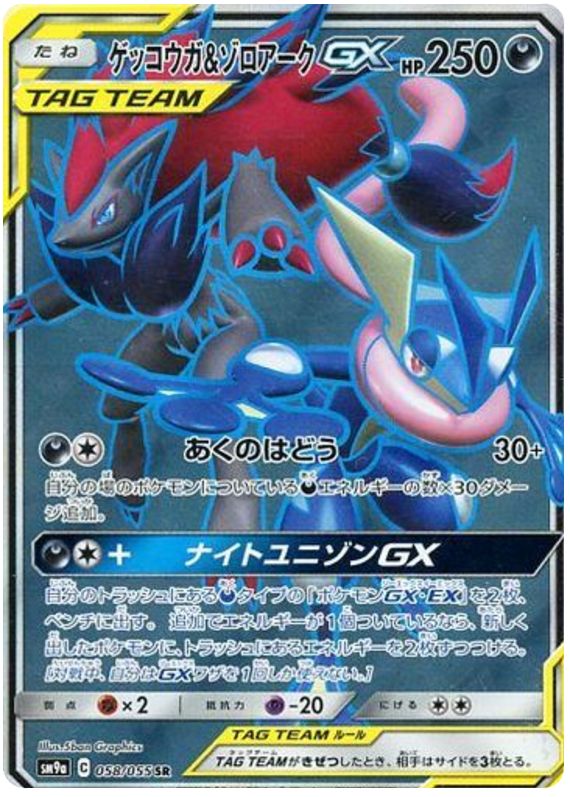 たね ゲッコウガ&ゾロアークGX HP250
TAG TEAM
あくのはどう 30+
自分の場のポケモンについているエネルギーの数×30ダメー
ジ追加。
+ ナイトユニゾンGX
自分のトラッシュにあるタイプの「ポケモンGX・EX」を2枚、
ベンチに出す。追加でエネルギーが1個ついているなら、新しく
出したポケモンに、トラッシュにあるエネルギーを2枚ずつつける。
[対戦中、自分はGXワザを1回しか使えない。]
弱点 ×2 抵抗力 -20 にげる
Illus.5ban Graphics
TAG TEAM ルール
sm9a C 058/055 SR
TAG TEAMがきぜつしたとき、相手はサイドを3枚とる。